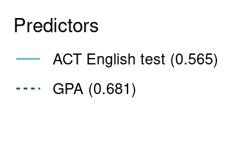 Predictors
ACT English test (0.565)
GPA (0.681)